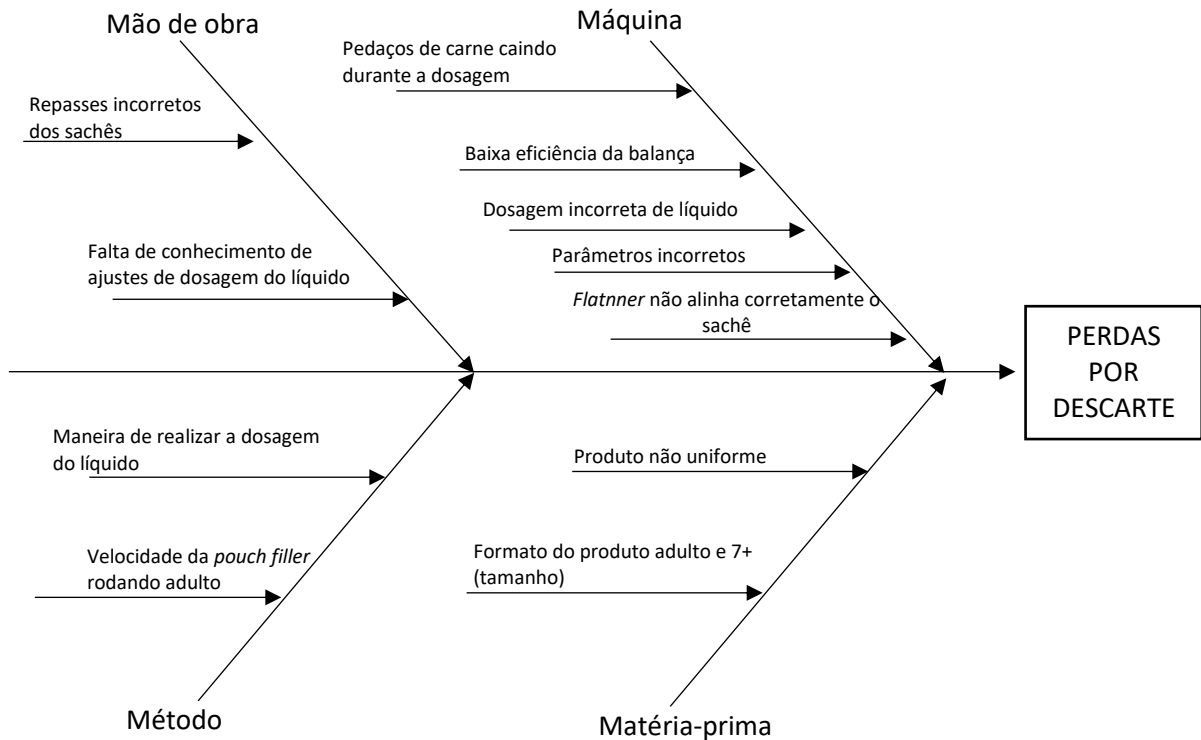 Mão de obra
Máquina
Pedaços de carne caindo
durante a dosagem
Repasses incorretos
dos sachês
Baixa eficiência da balança
Dosagem incorreta de líquido
Falta de conhecimento de
ajustes de dosagem do líquido
Parâmetros incorretos
Flatnner não alinha corretamente o
sachê
PERDAS
POR
DESCARTE
Maneira de realizar a dosagem
do líquido
Produto não uniforme
Velocidade da pouch filler
rodando adulto
Formato do produto adulto e 7+
(tamanho)
Método
Matéria-prima